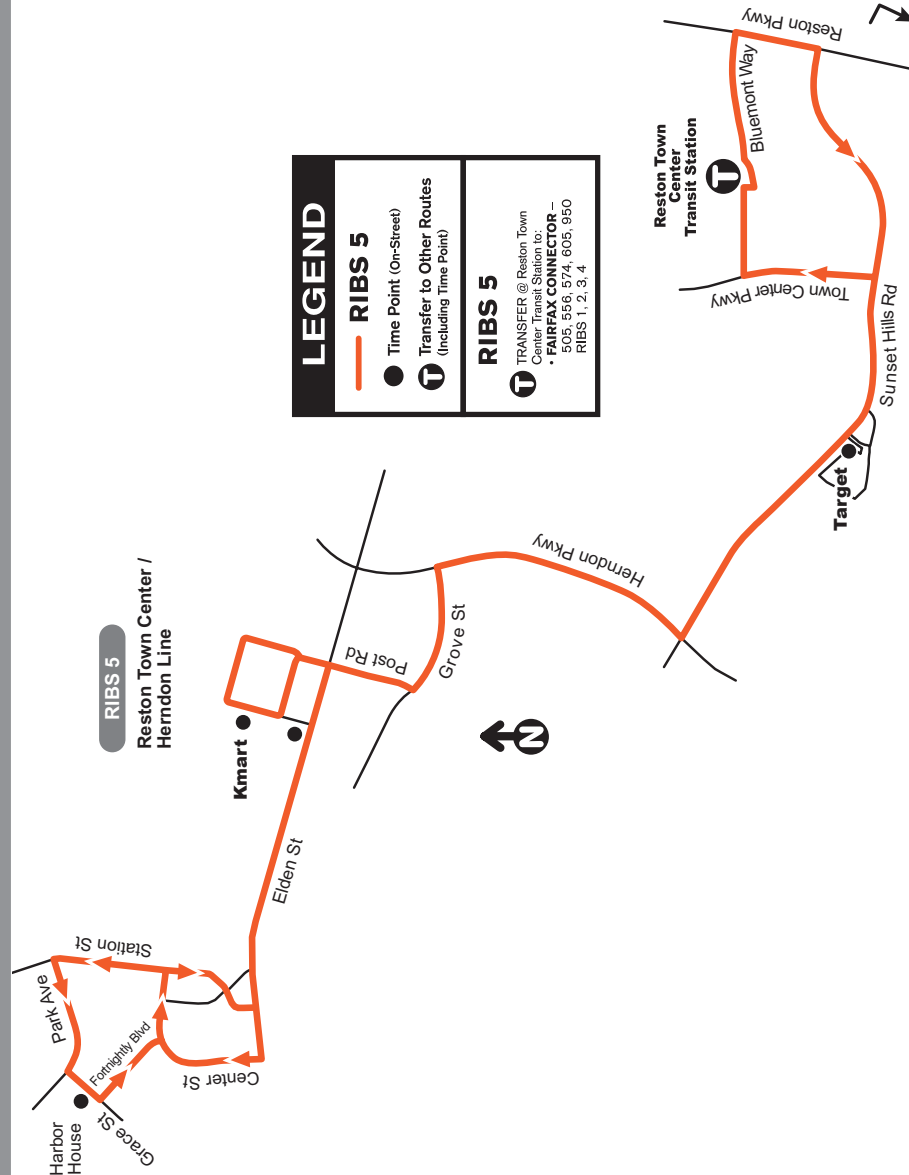 RIBS 5
Reston Town Center /
Herndon Line
LEGEND
RIBS 5
Time Point (On-Street)
T
Transfer to Other Routes
(Including Time Point)
RIBS 5
T
TRANSFER @ Reston Town
Center Transit Station to:
• FAIRFAX CONNECTOR –
505, 556, 574, 605, 950
RIBS 1, 2, 3, 4
Harbor
House
Grace St
Park Ave
Fortnightly Blvd
Station St
Center St
Elden St
Kmart
Post Rd
Grove St
N
Herndon Pkwy
Target
Sunset Hills Rd
Town Center Pkwy
Reston Town
Center
Transit Station
T
Bluemont Way
Reston Pkwy